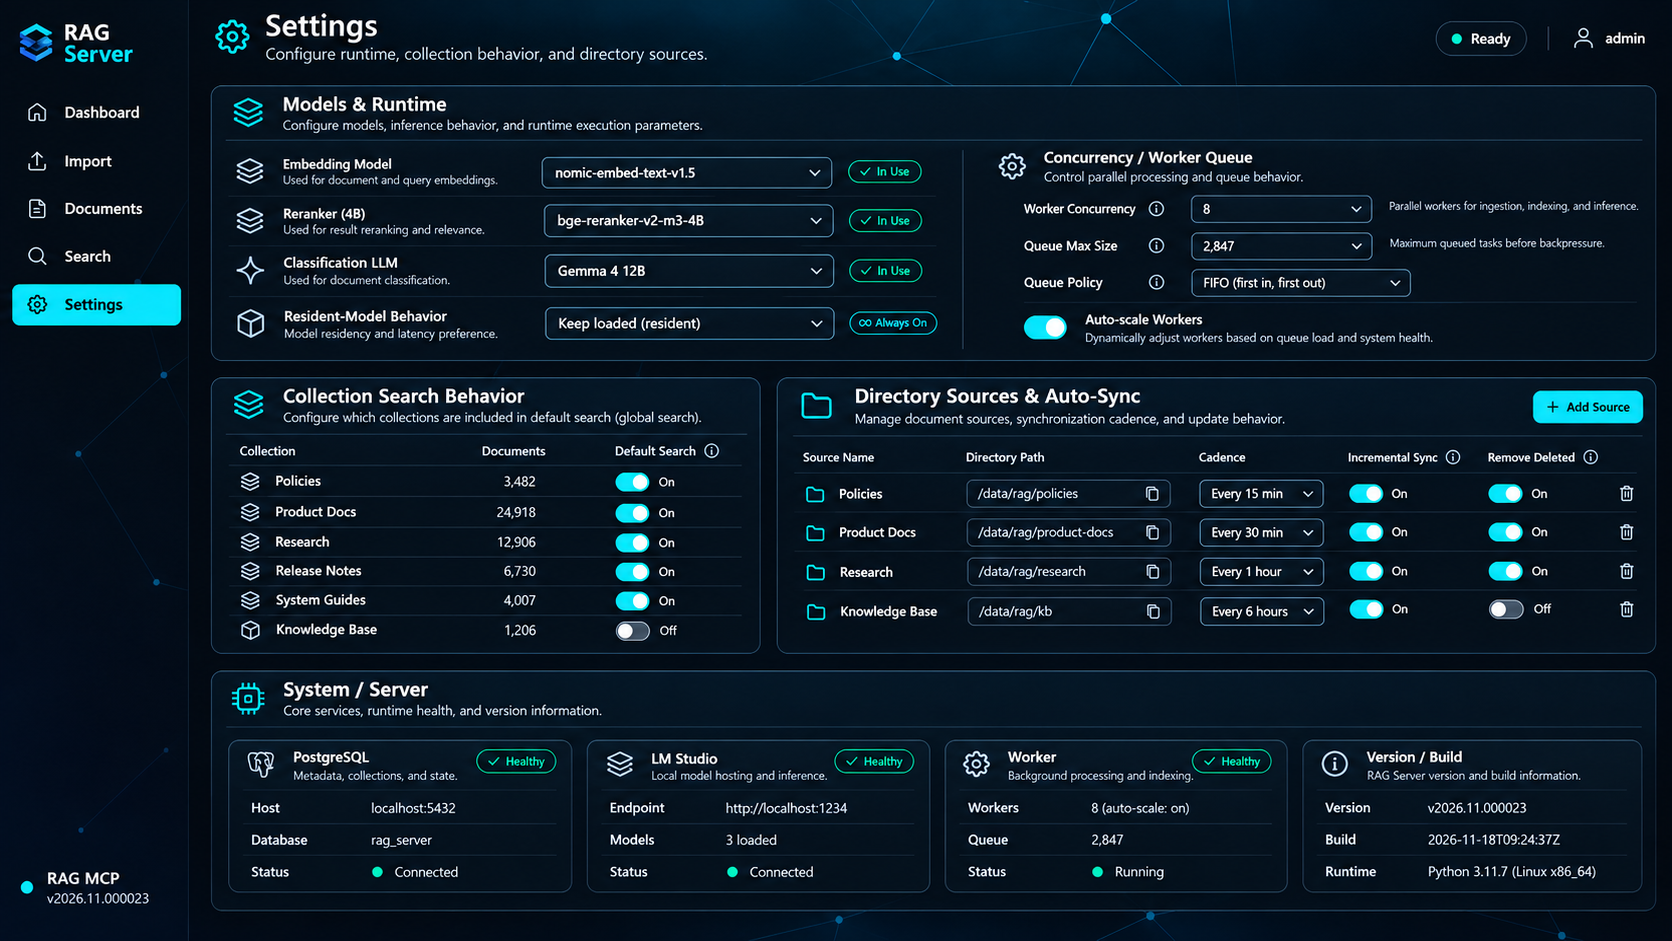 RAG
Server
Dashboard
Import
Documents
Search
Settings
RAG MCP
v2026.11.000023
Settings
Configure runtime, collection behavior, and directory sources.
Ready
admin
Models & Runtime
Configure models, inference behavior, and runtime execution parameters.
Embedding Model
Used for document and query embeddings.
nomic-embed-text-v1.5
In Use
Reranker (4B)
Used for result reranking and relevance.
bge-reranker-v2-m3-4B
In Use
Classification LLM
Used for document classification.
Gemma 4 12B
In Use
Resident-Model Behavior
Model residency and latency preference.
Keep loaded (resident)
Always On
Concurrency / Worker Queue
Control parallel processing and queue behavior.
Worker Concurrency
8
Parallel workers for ingestion, indexing, and inference.
Queue Max Size
2,847
Maximum queued tasks before backpressure.
Queue Policy
FIFO (first in, first out)
Auto-scale Workers
Dynamically adjust workers based on queue load and system health.
Collection Search Behavior
Configure which collections are included in default search (global search).
Collection Documents Default Search
Policies 3,482 On
Product Docs 24,918 On
Research 12,906 On
Release Notes 6,730 On
System Guides 4,007 On
Knowledge Base 1,206 Off
Directory Sources & Auto-Sync
Manage document sources, synchronization cadence, and update behavior.
+ Add Source
Source Name Directory Path Cadence Incremental Sync Remove Deleted
Policies /data/rag/policies Every 15 min On On
Product Docs /data/rag/product-docs Every 30 min On On
Research /data/rag/research Every 1 hour On On
Knowledge Base /data/rag/kb Every 6 hours On Off
System / Server
Core services, runtime health, and version information.
PostgreSQL
Metadata, collections, and state.
Healthy
Host localhost:5432
Database rag_server
Status Connected
LM Studio
Local model hosting and inference.
Healthy
Endpoint http://localhost:1234
Models 3 loaded
Status Connected
Worker
Background processing and indexing.
Healthy
Workers 8 (auto-scale: on)
Queue 2,847
Status Running
Version / Build
RAG Server version and build information.
Version v2026.11.000023
Build 2026-11-18T09:24:37Z
Runtime Python 3.11.7 (Linux x86_64)